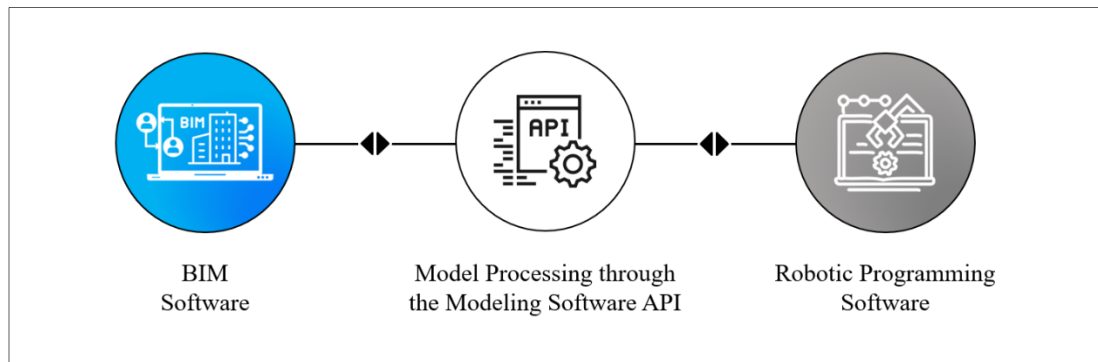 BIM
API
BIM
Software
Model Processing through
the Modeling Software API
Robotic Programming
Software